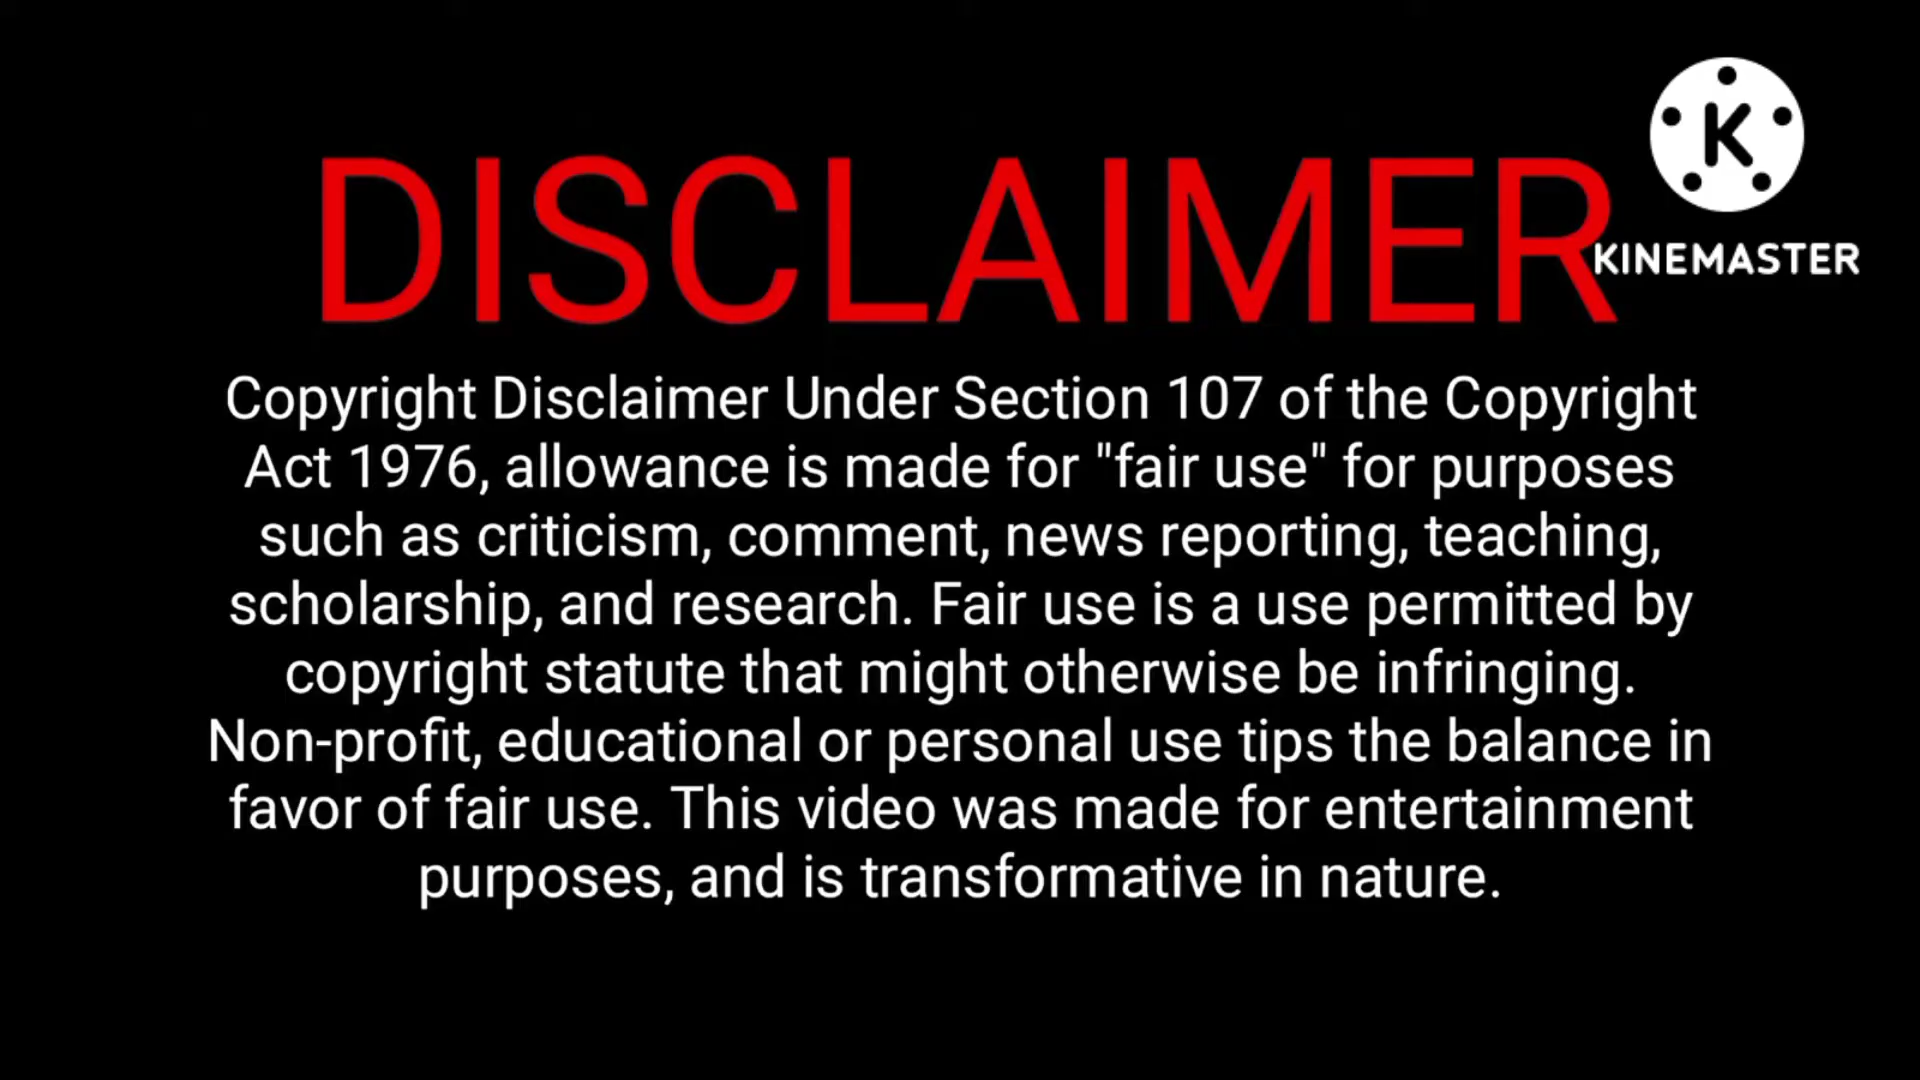 K
DISCLAIMER
KINEMASTER
Copyright Disclaimer Under Section 107 of the Copyright
Act 1976, allowance is made for "fair use" for purposes
such as criticism, comment, news reporting, teaching,
scholarship, and research. Fair use is a use permitted by
copyright statute that might otherwise be infringing.
Non-profit, educational or personal use tips the balance in
favor of fair use. This video was made for entertainment
purposes, and is transformative in nature.